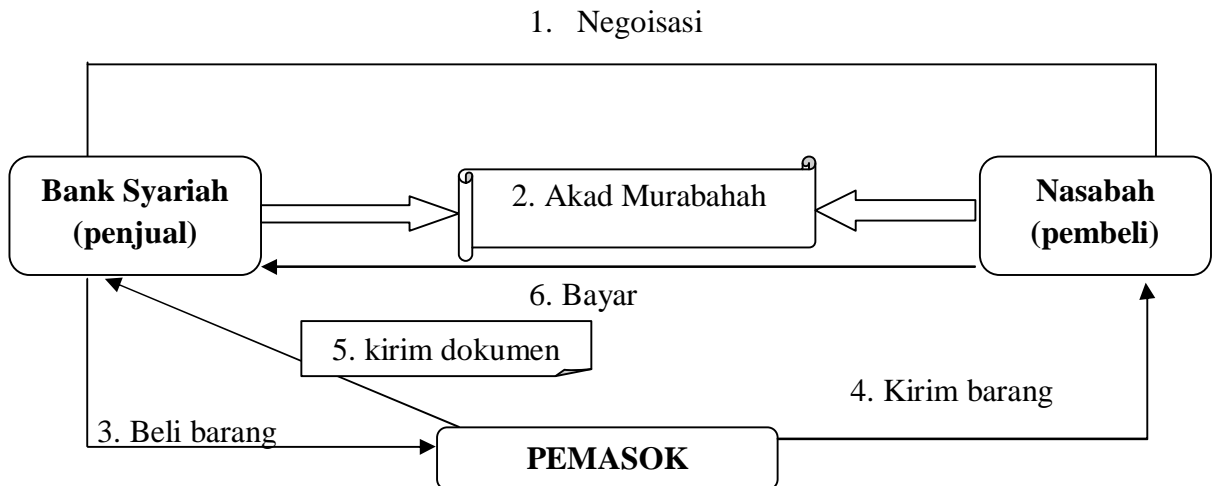 1. Negoisasi
Bank Syariah
(penjual)
2. Akad Murabahah
Nasabah
(pembeli)
6. Bayar
5. kirim dokumen
4. Kirim barang
3. Beli barang
PEMASOK